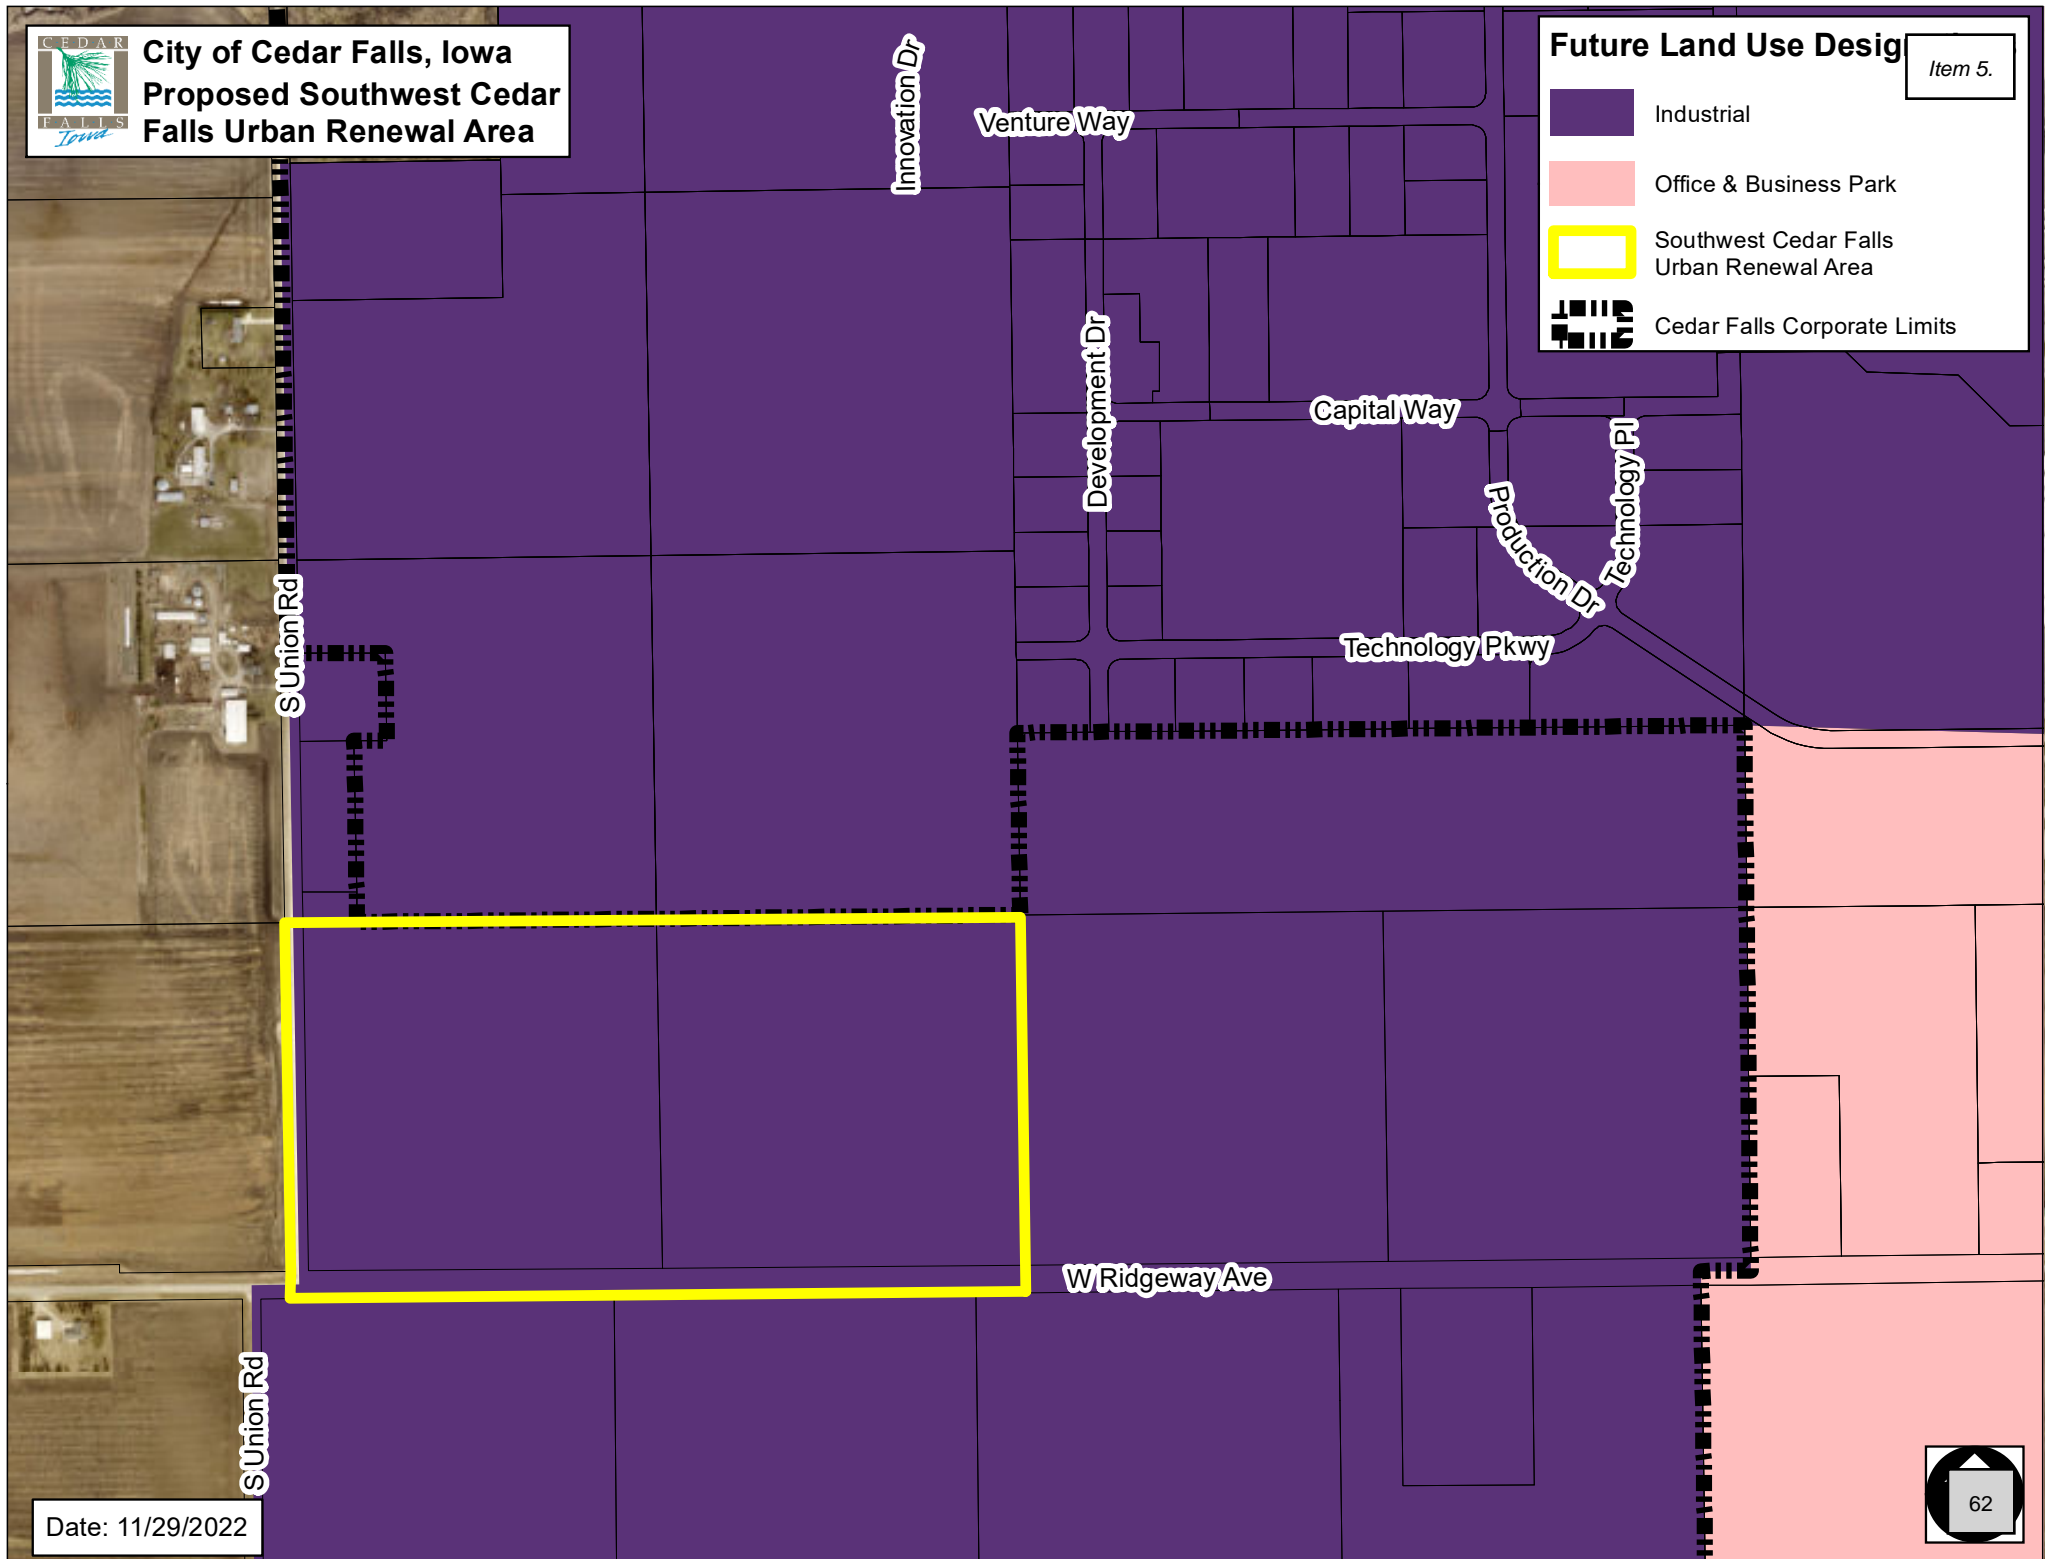 CEDAR
FALLS
Iowa
City of Cedar Falls, Iowa
Proposed Southwest Cedar
Falls Urban Renewal Area
Future Land Use Desig
Item 5.
Industrial
Office & Business Park
Southwest Cedar Falls
Urban Renewal Area
Cedar Falls Corporate Limits
Innovation Dr
Venture Way
Development Dr
Capital Way
Technology Pl
Production Dr
Technology Pkwy
S Union Rd
W Ridgeway Ave
S Union Rd
Date: 11/29/2022
62